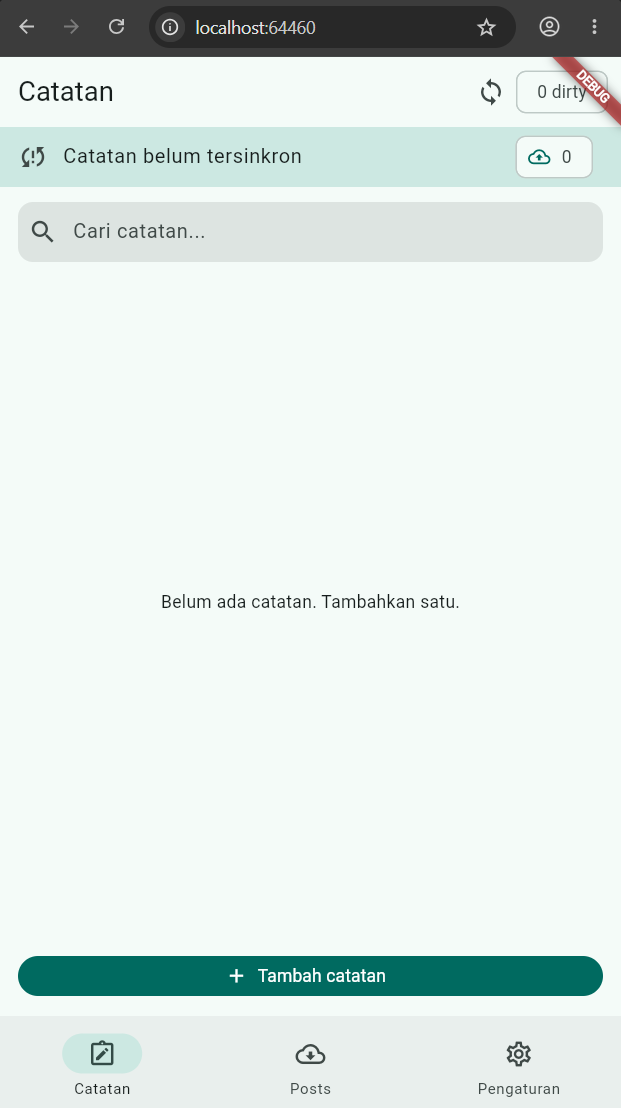 localhost:64460
Catatan
0 dirty
DEBUG
Catatan belum tersinkron
0
Cari catatan...
Belum ada catatan. Tambahkan satu.
+ Tambah catatan
Catatan
Posts
Pengaturan